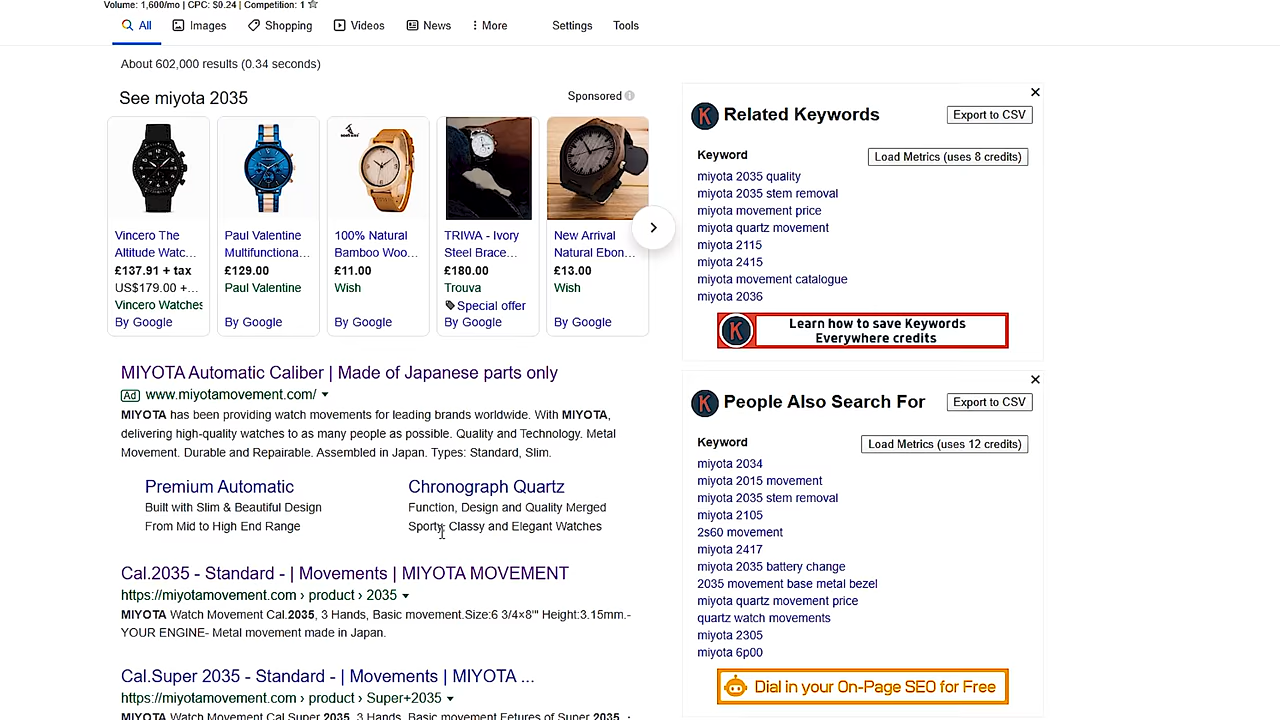 Volume: 1,600/mo | CPC: $0.24 | Competition: 1 ☆
All Images Shopping Videos News More Settings Tools
About 602,000 results (0.34 seconds)
See miyota 2035
Sponsored
Vincero The
Altitude Watc...
£137.91 + tax
US$179.00 +...
Vincero Watches
By Google
Paul Valentine
Multifunctiona...
£129.00
Paul Valentine
By Google
100% Natural
Bamboo Woo...
£11.00
Wish
By Google
TRIWA - Ivory
Steel Brace...
£180.00
Trouva
Special offer
By Google
New Arrival
Natural Ebon...
£13.00
Wish
By Google
MIYOTA Automatic Caliber | Made of Japanese parts only
Ad www.miyotamovement.com/
MIYOTA has been providing watch movements for leading brands worldwide. With MIYOTA,
delivering high-quality watches to as many people as possible. Quality and Technology. Metal
Movement. Durable and Repairable. Assembled in Japan. Types: Standard, Slim.
Premium Automatic
Built with Slim & Beautiful Design
From Mid to High End Range
Chronograph Quartz
Function, Design and Quality Merged
Sporty, Classy and Elegant Watches
Cal.2035 - Standard - | Movements | MIYOTA MOVEMENT
https://miyotamovement.com › product › 2035
MIYOTA Watch Movement Cal.2035, 3 Hands, Basic movement.Size:6 3/4×8''' Height:3.15mm.-
YOUR ENGINE- Metal movement made in Japan.
Cal.Super 2035 - Standard - | Movements | MIYOTA ...
https://miyotamovement.com › product › Super+2035
MIYOTA Watch Movement Cal.Super 2035, 3 Hands, Basic movement Fetures of Super 2035
K Related Keywords
Export to CSV
Keyword
Load Metrics (uses 8 credits)
miyota 2035 quality
miyota 2035 stem removal
miyota movement price
miyota quartz movement
miyota 2115
miyota 2415
miyota movement catalogue
miyota 2036
K Learn how to save Keywords
Everywhere credits
K People Also Search For
Export to CSV
Keyword
Load Metrics (uses 12 credits)
miyota 2034
miyota 2015 movement
miyota 2035 stem removal
miyota 2105
2s60 movement
miyota 2417
miyota 2035 battery change
2035 movement base metal bezel
miyota quartz movement price
quartz watch movements
miyota 2305
miyota 6p00
Dial in your On-Page SEO for Free